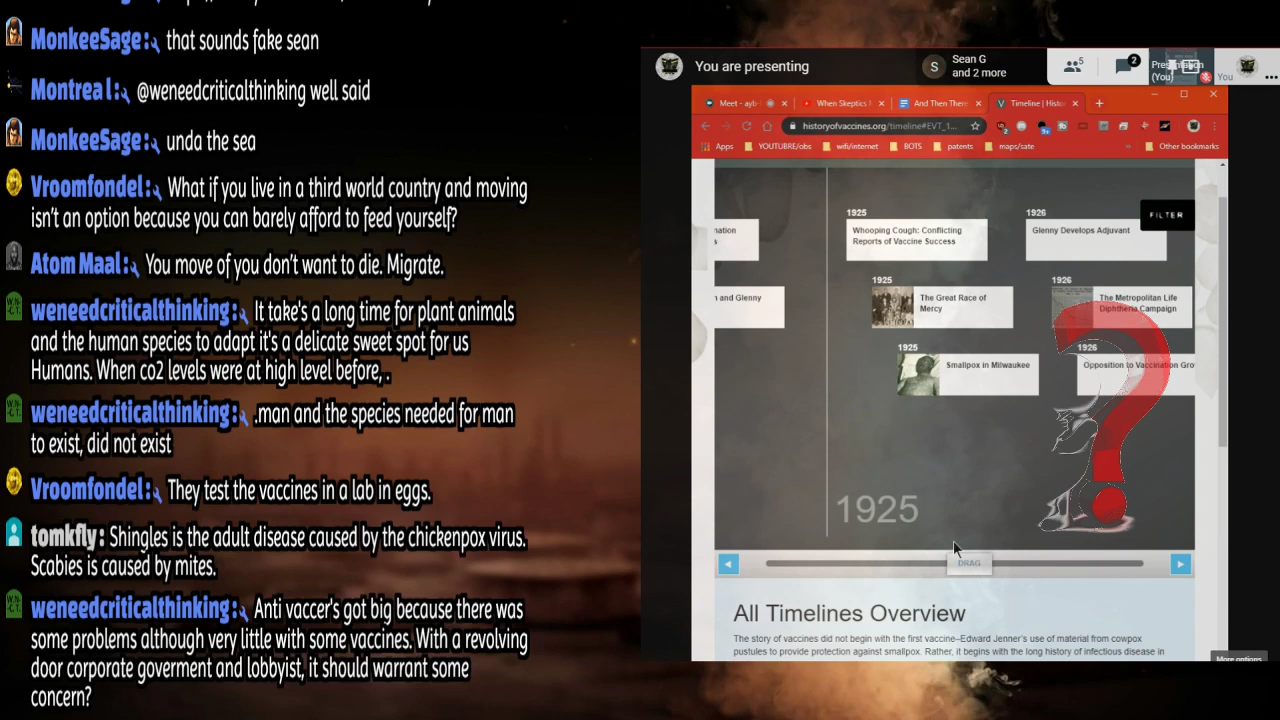 MonkeeSage: that sounds fake sean
Montreal: @weneedcriticalthinking well said
MonkeeSage: unda the sea
Vroomfondel: What if you live in a third world country and moving
isn't an option because you can barely afford to feed yourself?
Atom Maal: You move of you don't want to die. Migrate.
weneedcriticalthinking: It take's a long time for plant animals
and the human species to adapt it's a delicate sweet spot for us
Humans. When co2 levels were at high level before, .
weneedcriticalthinking: .man and the species needed for man
to exist, did not exist
Vroomfondel: They test the vaccines in a lab in eggs.
tomkfly: Shingles is the adult disease caused by the chickenpox virus.
Scabies is caused by mites.
weneedcriticalthinking: Anti vaccer's got big because there was
some problems although very little with some vaccines. With a revolving
door corporate goverment and lobbyist, it should warrant some
concern?
You are presenting
S
Sean G
and 2 more
5
2
Presentation
(You)
You
Meet - ayb-
When Skeptics
And Then There
Timeline | Histo
historyofvaccines.org/timeline#EVT_1...
Apps
YOUTUBRE/obs
wifi/internet
BOTS
patents
maps/sate
Other bookmarks
1925
Whooping Cough: Conflicting
Reports of Vaccine Success
1926
Glenny Develops Adjuvant
FILTER
nation
s
n and Glenny
1925
The Great Race of
Mercy
1926
The Metropolitan Life
Diphtheria Campaign
1925
Smallpox in Milwaukee
1926
Opposition to Vaccination Gro
?
1925
DRAG
All Timelines Overview
The story of vaccines did not begin with the first vaccine–Edward Jenner's use of material from cowpox
pustules to provide protection against smallpox. Rather, it begins with the long history of infectious disease in
More options